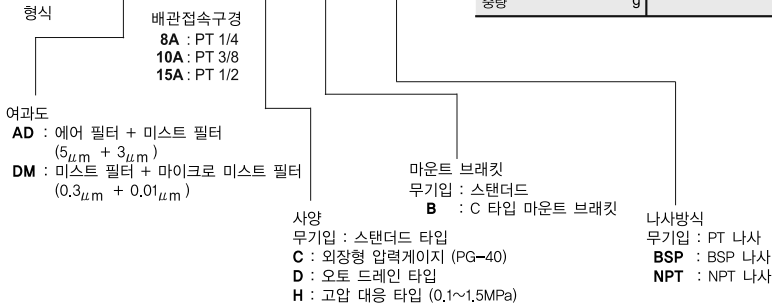 형식
배관접속구경
8A : PT 1/4
10A : PT 3/8
15A : PT 1/2
중량 g
여과도
AD : 에어 필터 + 미스트 필터
(5μm + 3μm)
DM : 미스트 필터 + 마이크로 미스트 필터
(0.3μm + 0.01μm)
사양
무기입 : 스탠더드 타입
C : 외장형 압력게이지 (PG-40)
D : 오토 드레인 타입
H : 고압 대응 타입 (0.1~1.5MPa)
마운트 브래킷
무기입 : 스탠더드
B : C 타입 마운트 브래킷
나사방식
무기입 : PT 나사
BSP : BSP 나사
NPT : NPT 나사